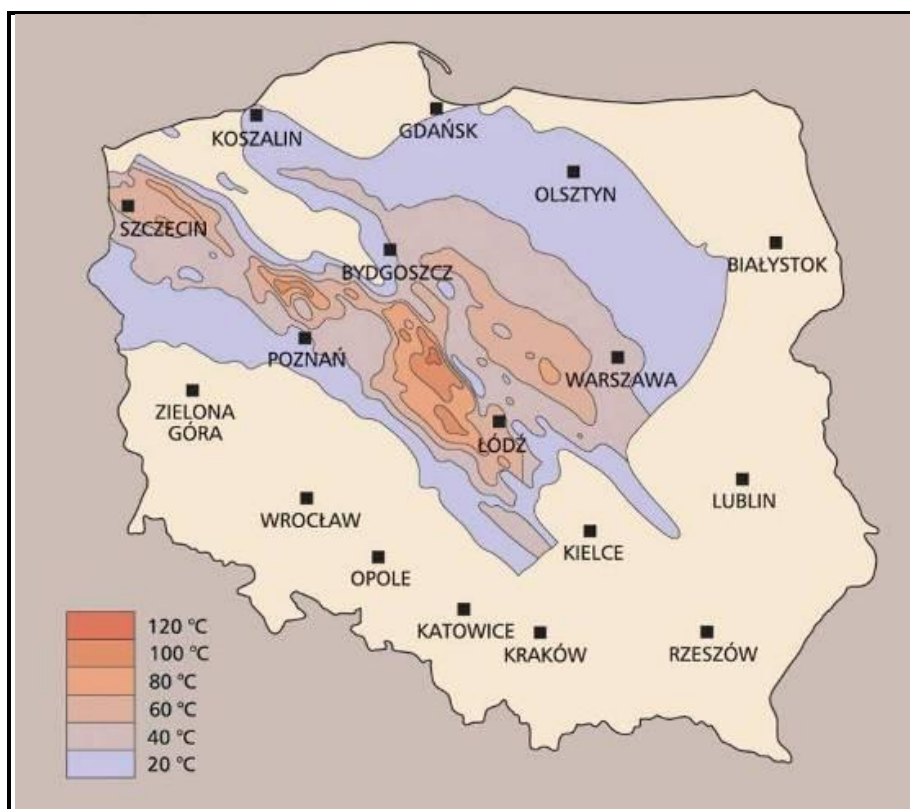 KOSZALIN
GDAŃSK
OLSZTYN
SZCZECIN
BYDGOSZCZ
BIAŁYSTOK
POZNAŃ
WARSZAWA
ZIELONA
GÓRA
ŁÓDŹ
LUBLIN
WROCŁAW
KIELCE
OPOLE
KATOWICE
KRAKÓW
RZESZÓW
120 °C
100 °C
80 °C
60 °C
40 °C
20 °C